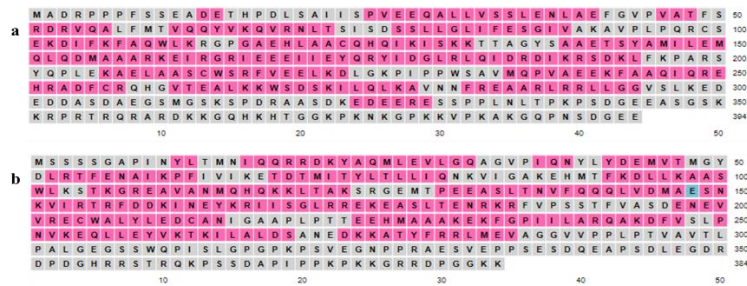 M A D R P P P F S S E A D E T H P D L S A I I S P V E E Q A L L V S S L E N L A E F G V P V A T F S 50
a R D R V Q A L F M T V Q Q Y V K Q V R N L T S I S D S S L L G L I F E S G I V A K A V P L P Q R C S 100
E K D I F K F A Q W L K R G P G A E H L A A C Q H Q I K I S K K T T A G Y S A A E T S Y A M I L E M 150
Q L Q D M A A A R K E I R G R I E E E I I E Y Q R Y I D G L R L Q I D R D I K R S D K L F K P A R S 200
Y Q P L E K A E L A A S C W S R F V E E L K D L G K P I P P W S A V M Q P V A E E K F A A Q I Q R E 250
H R A D F C R Q H G V T E A L K K W S D S K I L Q L K A V N N F R E A A R L R R L L G G V S L K E D 300
E D D A S D A E G S M G S K S P D R A A S D K E D E E R E S S P P L N L T P K P S D G E E A S G S K 350
K R P R T R Q R A R D K K G Q H K H T G G K P K N K G P K K V K P A K G Q N S D G E E 394
10 20 30 40 50
M S S S S G A P I N Y L T M N I Q Q R R D K Y A Q M L E V L G Q A G V P I Q N Y L Y D E M V T M G Y 50
b D L R T F E N A I K P F I V I K E T D T M I T Y L T L L I Q N K V I G A K E H M T F K D L L K A A S 100
W L K S T K G R E A V A N M Q H Q K K L T A K S R G E M T P E E A S L T N V F Q Q Q L V D M A E S N 150
K V I R T R F D D K I N E Y K R I I S G L R R E K E A S L T E N R K R F V P S S T F V A S D E N E V 200
V R E C W A L Y L E D C A N I G A A P L P T T E E H M A A A K E K F G P I I L A R Q A K D F V S L P 250
N V K E Q L L E Y V K T K I L A L D S A N E D K K A T Y F R R L M E V A G G V V P P L P T V A V T L 300
P A L G E G S S W Q P I S L G P G P K P S V E G N P P R A E S V E P P S E S D Q E A P S D L E G D R 350
D P D G H R R S T R Q K P S S D A P I P P K P K K G R R D P G G K K 384
10 20 30 40 50